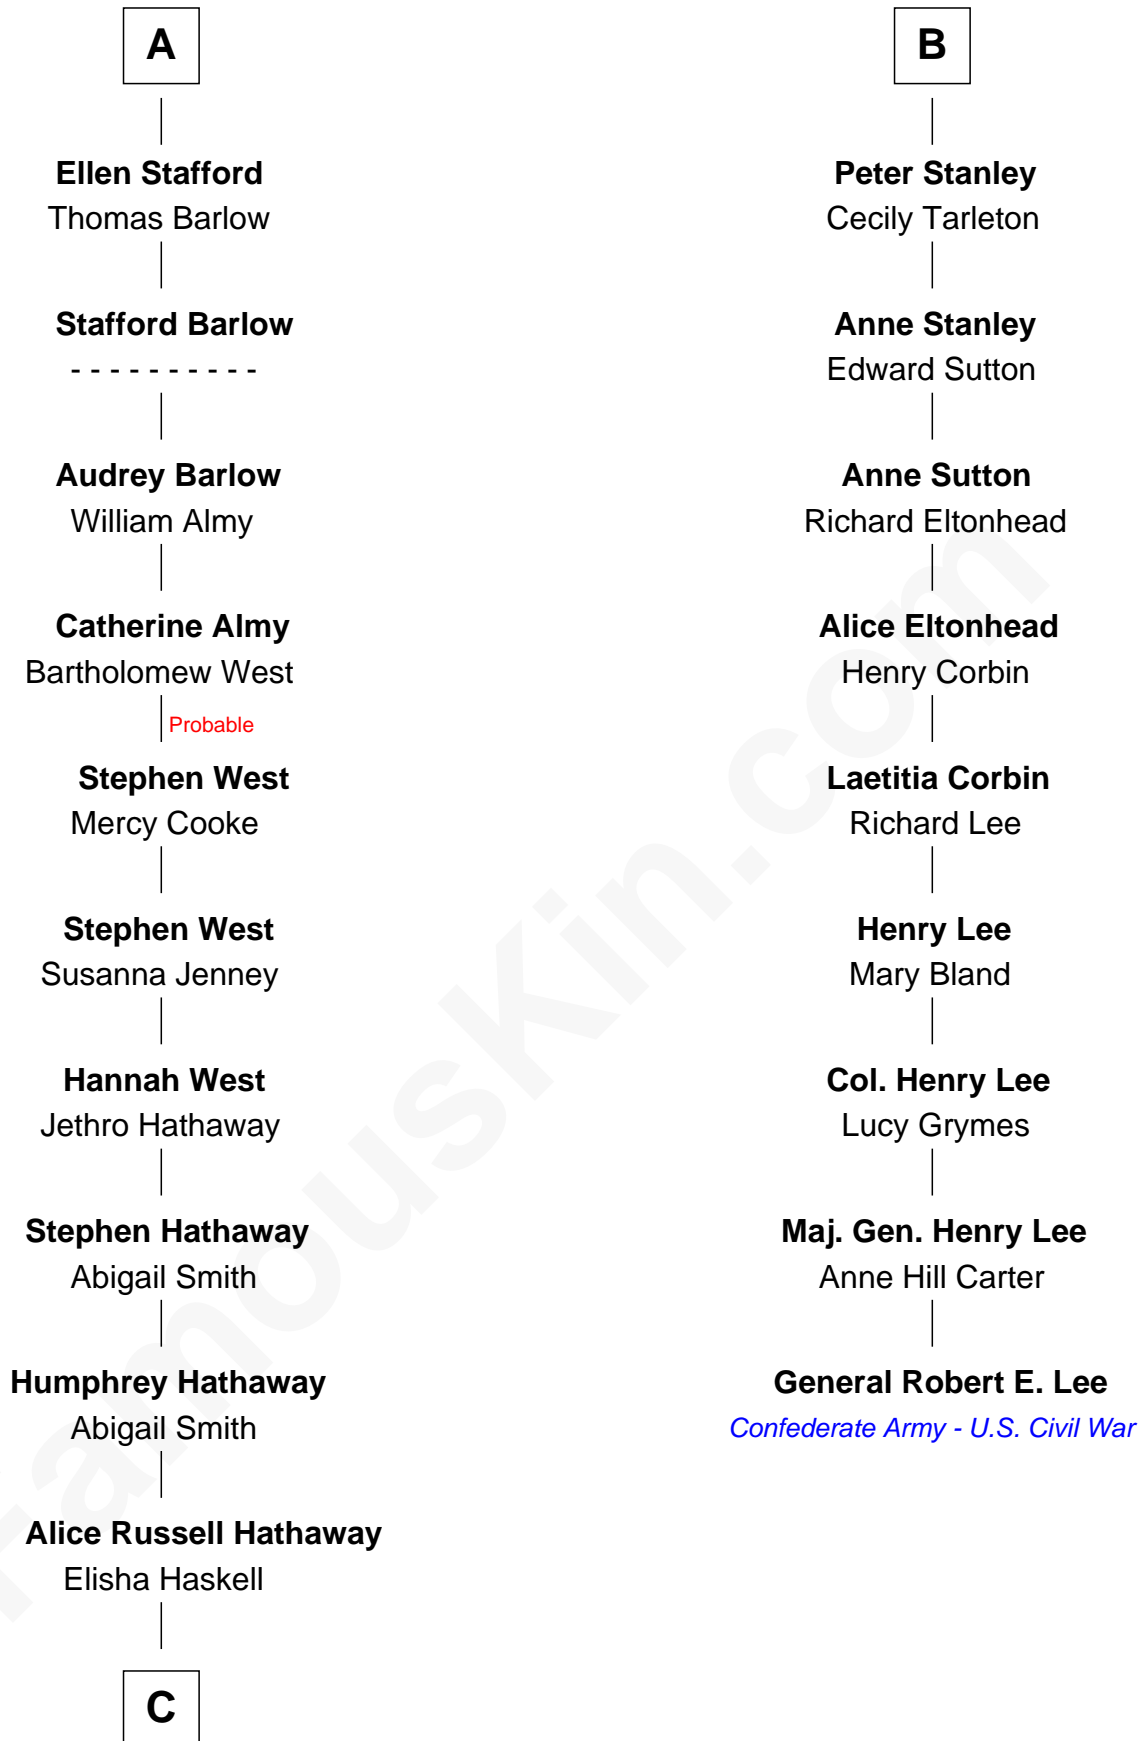 A
Ellen Stafford
Thomas Barlow
Stafford Barlow
- - - - - - - - - -
Audrey Barlow
William Almy
Catherine Almy
Bartholomew West
Probable
Stephen West
Mercy Cooke
Stephen West
Susanna Jenney
Hannah West
Jethro Hathaway
Stephen Hathaway
Abigail Smith
Humphrey Hathaway
Abigail Smith
Alice Russell Hathaway
Elisha Haskell
C
B
Peter Stanley
Cecily Tarleton
Anne Stanley
Edward Sutton
Anne Sutton
Richard Eltonhead
Alice Eltonhead
Henry Corbin
Laetitia Corbin
Richard Lee
Henry Lee
Mary Bland
Col. Henry Lee
Lucy Grymes
Maj. Gen. Henry Lee
Anne Hill Carter
General Robert E. Lee
Confederate Army - U.S. Civil War
FamousKin.com